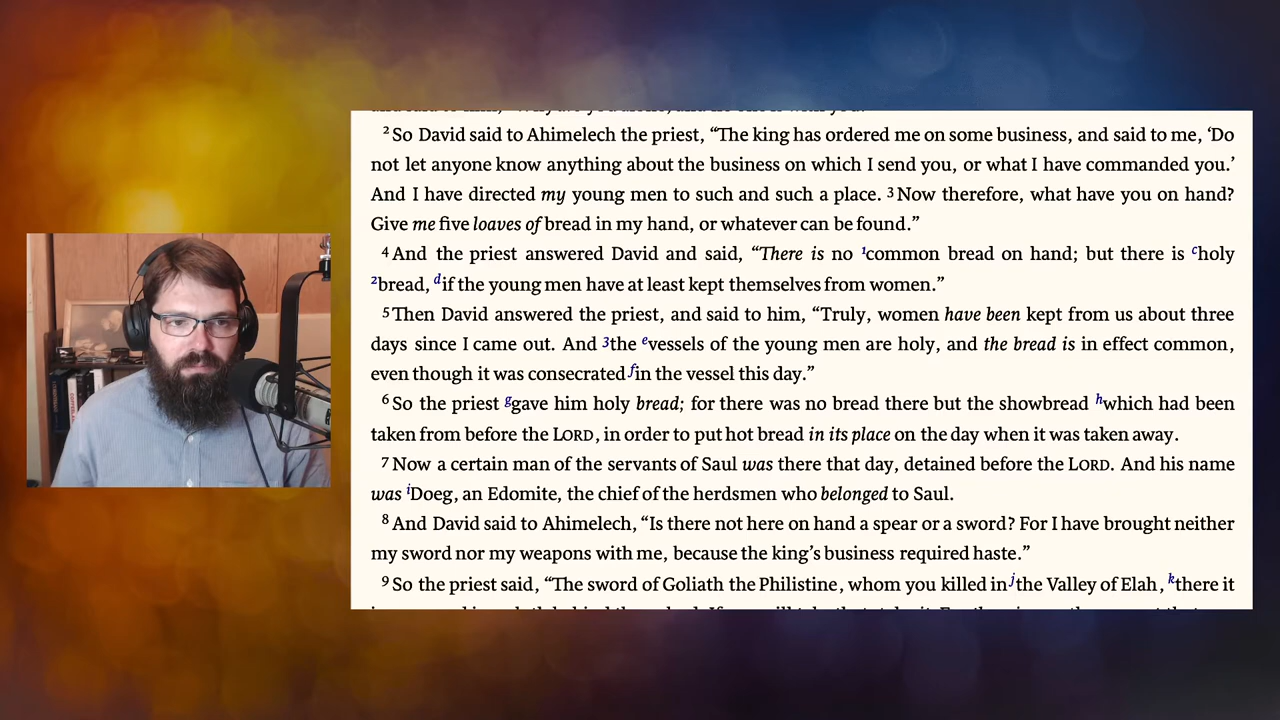 2 So David said to Ahimelech the priest, “The king has ordered me on some business, and said to me, ‘Do
not let anyone know anything about the business on which I send you, or what I have commanded you.’
And I have directed my young men to such and such a place. 3 Now therefore, what have you on hand?
Give me five loaves of bread in my hand, or whatever can be found.”
4 And the priest answered David and said, “There is no 1common bread on hand; but there is choly
2bread, dif the young men have at least kept themselves from women.”
5 Then David answered the priest, and said to him, “Truly, women have been kept from us about three
days since I came out. And 3the evessels of the young men are holy, and the bread is in effect common,
even though it was consecrated fin the vessel this day.”
6 So the priest ggave him holy bread; for there was no bread there but the showbread hwhich had been
taken from before the LORD, in order to put hot bread in its place on the day when it was taken away.
7 Now a certain man of the servants of Saul was there that day, detained before the LORD. And his name
was iDoeg, an Edomite, the chief of the herdsmen who belonged to Saul.
8 And David said to Ahimelech, “Is there not here on hand a spear or a sword? For I have brought neither
my sword nor my weapons with me, because the king’s business required haste.”
9 So the priest said, “The sword of Goliath the Philistine, whom you killed in jthe Valley of Elah, kthere it